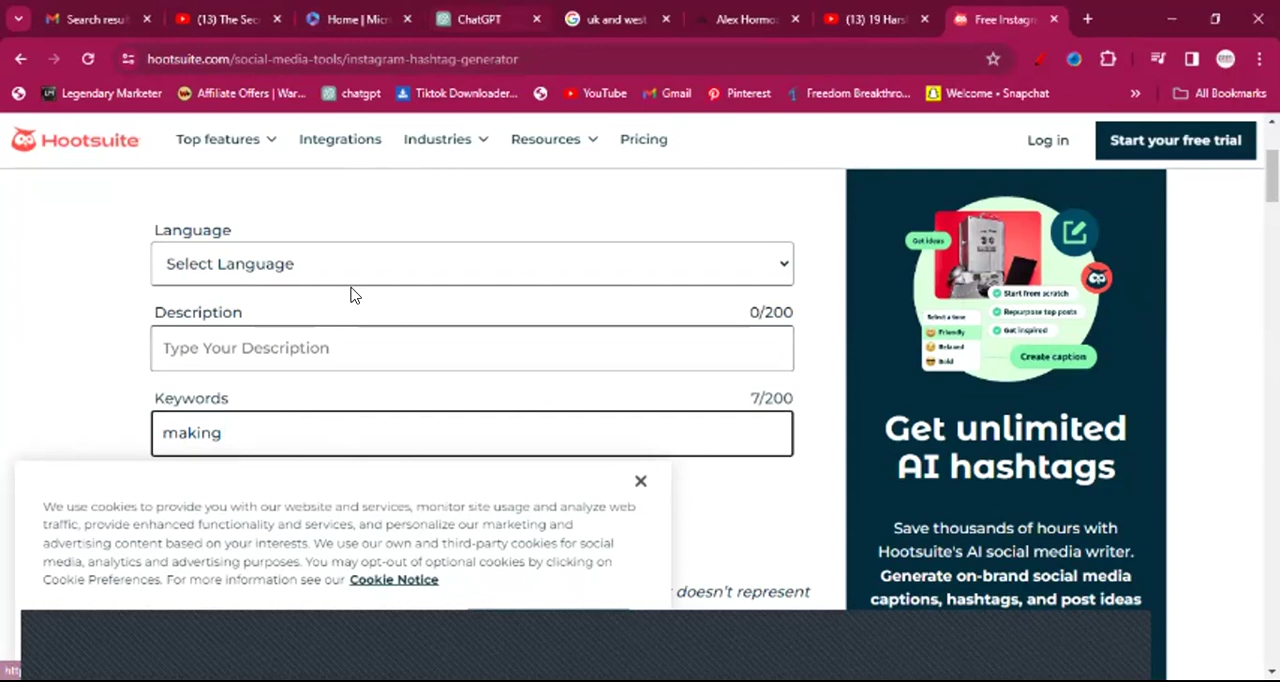 Search resul
(13) The Sec
Home | Micr
ChatGPT
uk and west
Alex Hormoz
(13) 19 Hars
Free Instagra
hootsuite.com/social-media-tools/instagram-hashtag-generator
Legendary Marketer
Affiliate Offers | War...
chatgpt
Tiktok Downloader...
YouTube
Gmail
Pinterest
Freedom Breakthro...
Welcome • Snapchat
»
All Bookmarks
Hootsuite
Top features
Integrations
Industries
Resources
Pricing
Log in
Start your free trial
Language
Select Language
Description 0/200
Type Your Description
Keywords 7/200
making
We use cookies to provide you with our website and services, monitor site usage and analyze web
traffic, provide enhanced functionality and services, and personalize our marketing and
advertising content based on your interests. We use our own and third-party cookies for social
media, analytics and advertising purposes. You may opt-out of optional cookies by clicking on
Cookie Preferences. For more information see our Cookie Notice
doesn't represent
Get ideas
Start from scratch
Repurpose top posts
Get inspired
Select a tone
Friendly
Relaxed
Bold
Create caption
Get unlimited
AI hashtags
Save thousands of hours with
Hootsuite's AI social media writer.
Generate on-brand social media
captions, hashtags, and post ideas
htt